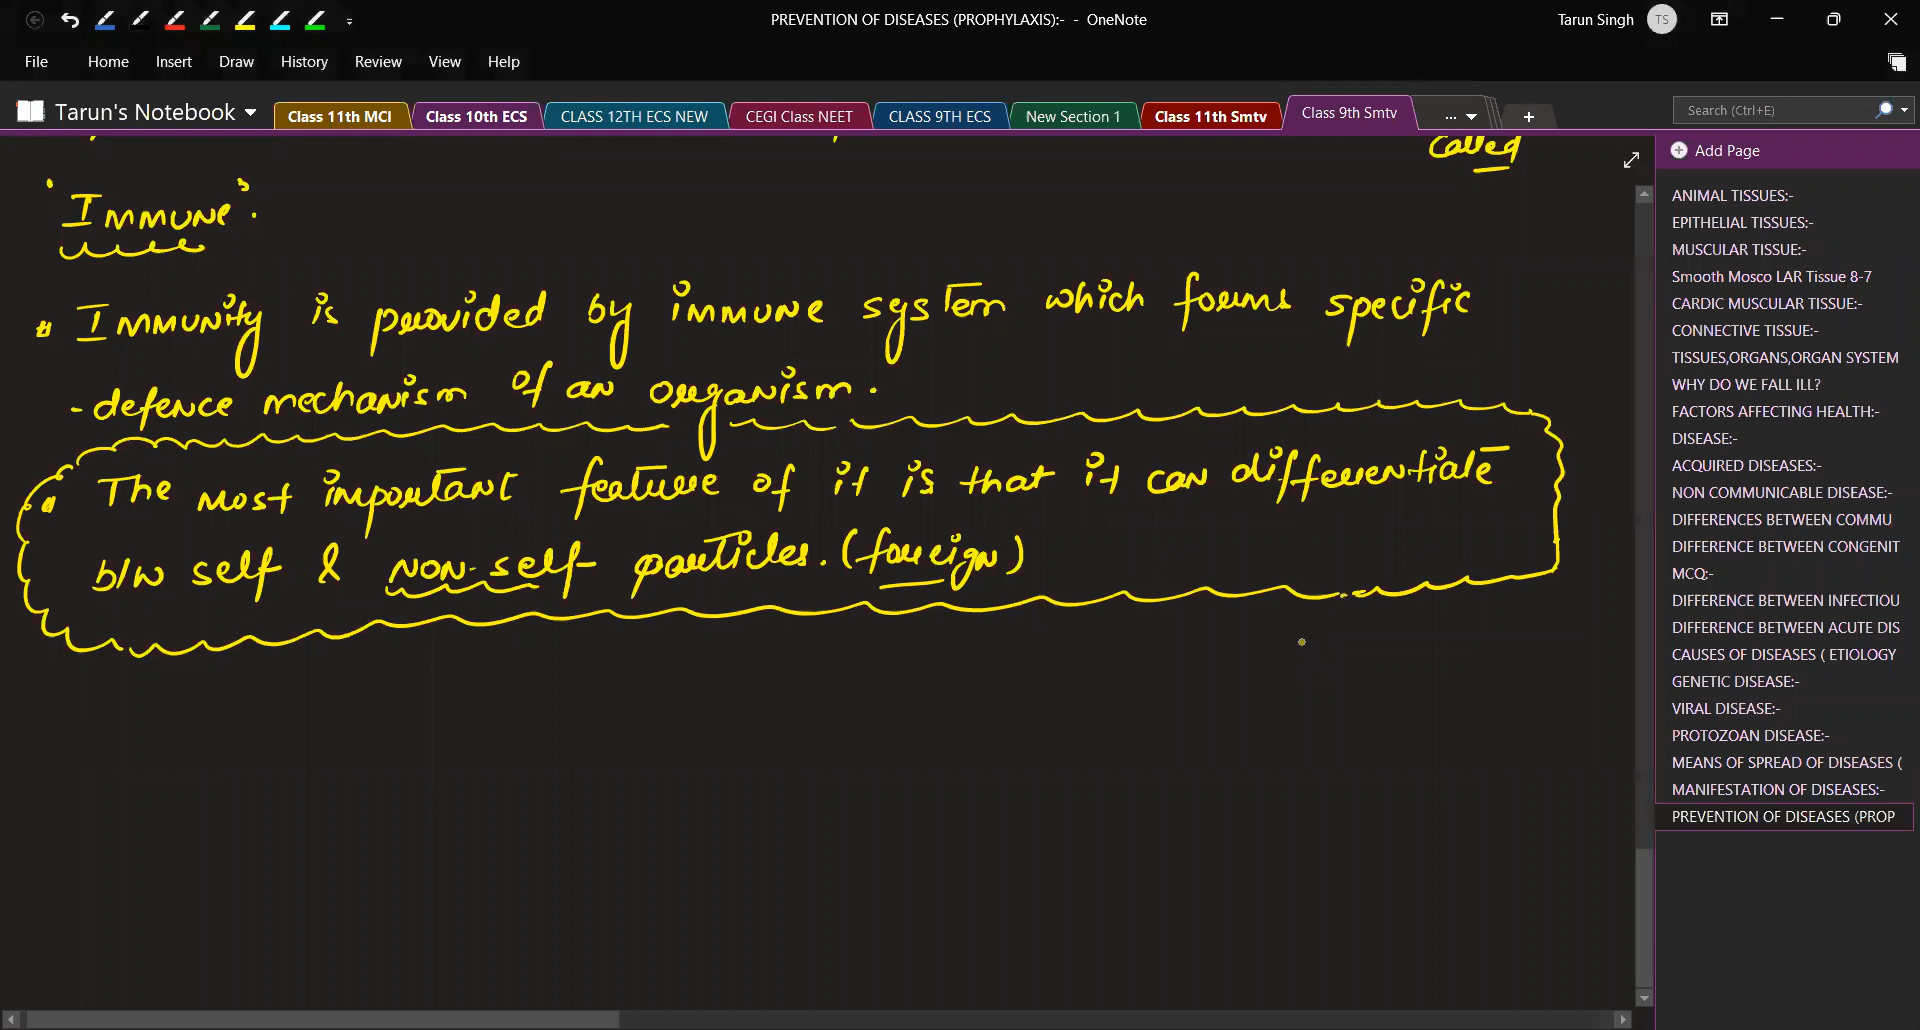 PREVENTION OF DISEASES (PROPHYLAXIS):- - OneNote
Tarun Singh
TS
File Home Insert Draw History Review View Help
Tarun's Notebook
Class 11th MCI
Class 10th ECS
CLASS 12TH ECS NEW
CEGI Class NEET
CLASS 9TH ECS
New Section 1
Class 11th Smtv
Class 9th Smtv
...
+
Search (Ctrl+E)
called
'Immune'.
Immunity is provided by immune system which forms specific
- defence mechanism of an organism.
The most important feature of it is that it can differentiate
b/w self & non-self particles. (foreign)
Add Page
ANIMAL TISSUES:-
EPITHELIAL TISSUES:-
MUSCULAR TISSUE:-
Smooth Mosco LAR Tissue 8-7
CARDIC MUSCULAR TISSUE:-
CONNECTIVE TISSUE:-
TISSUES,ORGANS,ORGAN SYSTEM
WHY DO WE FALL ILL?
FACTORS AFFECTING HEALTH:-
DISEASE:-
ACQUIRED DISEASES:-
NON COMMUNICABLE DISEASE:-
DIFFERENCES BETWEEN COMMU
DIFFERENCE BETWEEN CONGENIT
MCQ:-
DIFFERENCE BETWEEN INFECTIOU
DIFFERENCE BETWEEN ACUTE DIS
CAUSES OF DISEASES ( ETIOLOGY
GENETIC DISEASE:-
VIRAL DISEASE:-
PROTOZOAN DISEASE:-
MEANS OF SPREAD OF DISEASES (
MANIFESTATION OF DISEASES:-
PREVENTION OF DISEASES (PROP